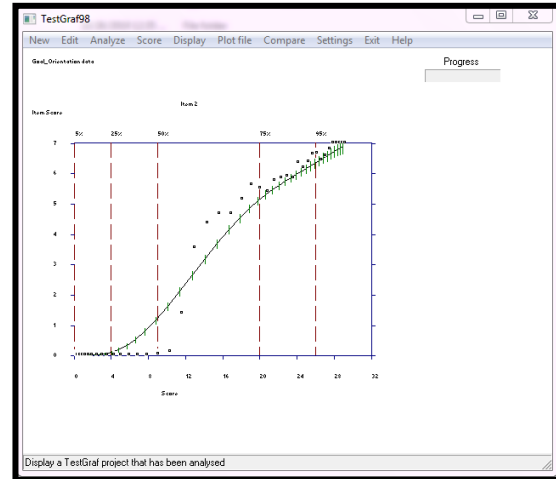 TestGraf98
New Edit Analyze Score Display Plot file Compare Settings Exit Help
Goal_Orientation data
Progress
Item 2
Item Score
5% 25% 50% 75% 95%
7
6
5
4
3
2
1
0
0 4 8 12 16 20 24 28 32
Score
Display a TestGraf project that has been analysed